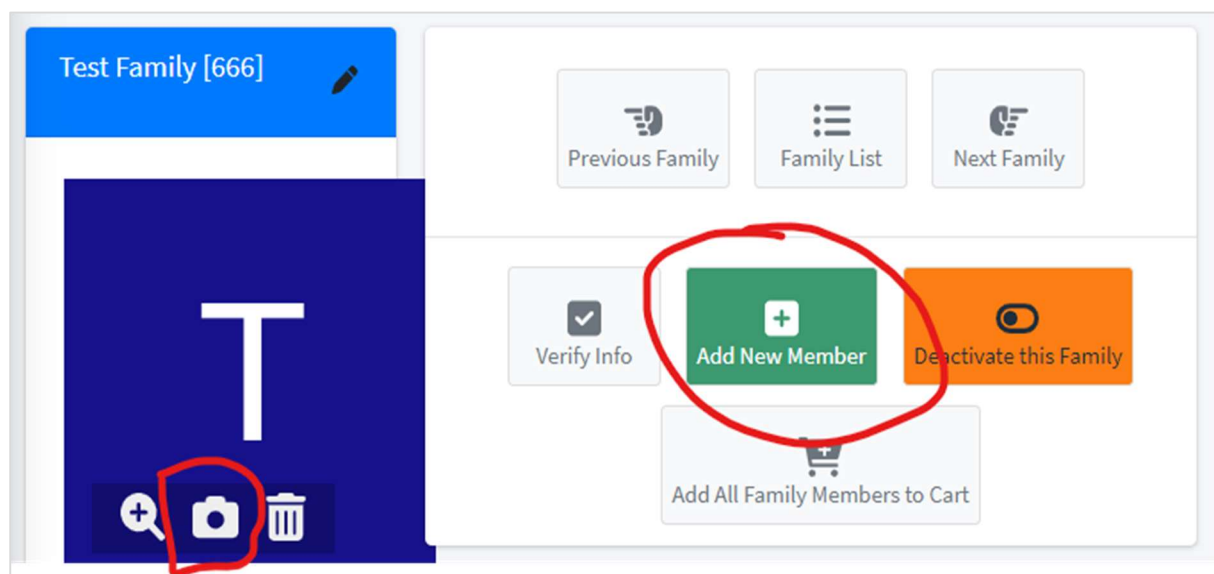 Test Family [666]
Previous Family
Family List
Next Family
T
Verify Info
Add New Member
Deactivate this Family
Add All Family Members to Cart